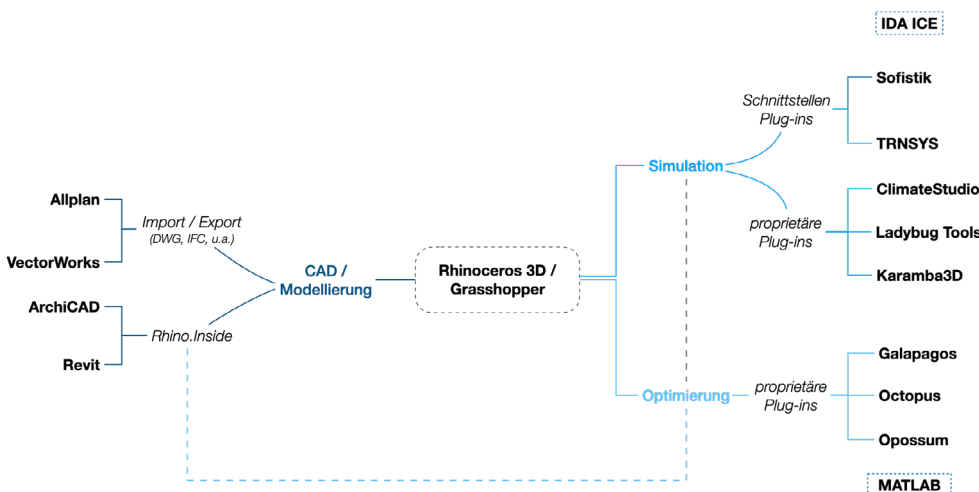 IDA ICE
Sofistik
Schnittstellen
Plug-ins
TRNSYS
Simulation
ClimateStudio
Allplan
Import / Export
(DWG, IFC, u.a.)
proprietäre
Plug-ins
Ladybug Tools
VectorWorks
CAD /
Modellierung
Rhinoceros 3D /
Grasshopper
Karamba3D
ArchiCAD
Rhino.Inside
Revit
Galapagos
Optimierung
proprietäre
Plug-ins
Octopus
Opossum
MATLAB